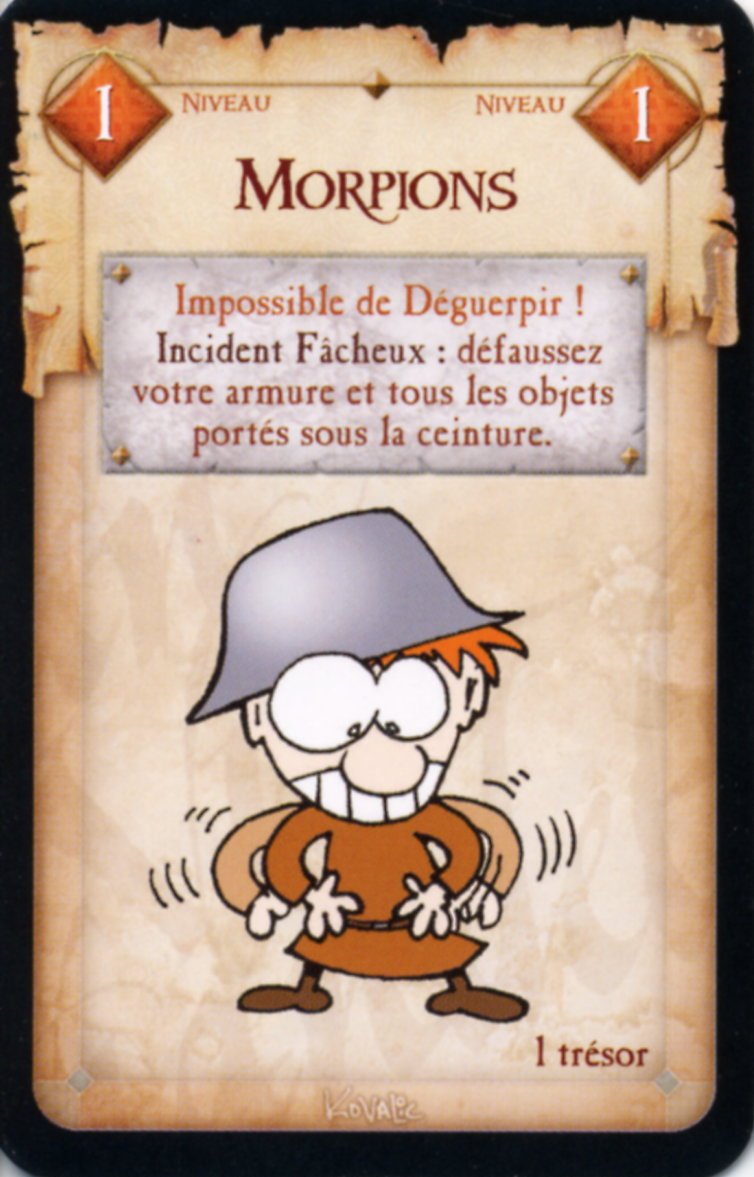 1 Niveau Niveau 1
Morpions
Impossible de Déguerpir !
Incident Fâcheux : défaussez
votre armure et tous les objets
portés sous la ceinture.
1 trésor
Kovalic